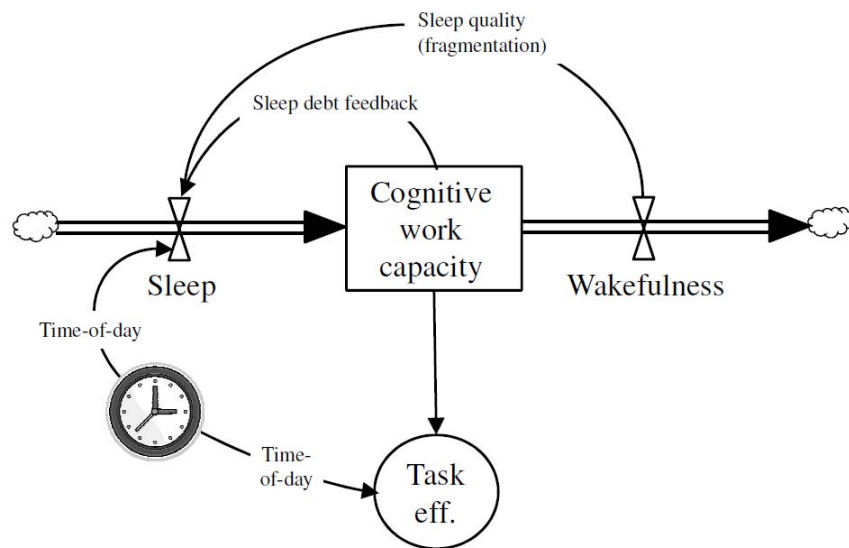 Sleep quality
(fragmentation)
Sleep debt feedback
Cognitive
work
capacity
Sleep
Wakefulness
Time-of-day
Time-
of-day
Task
eff.